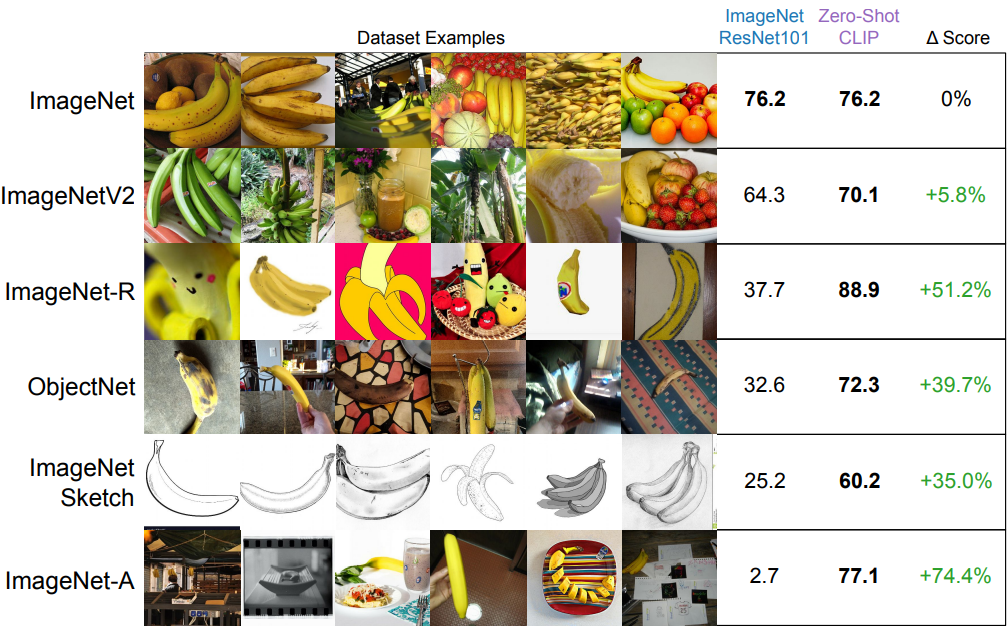 Dataset Examples
ImageNet
ResNet101
Zero-Shot
CLIP
Δ Score
ImageNet
76.2
76.2
0%
ImageNetV2
64.3
70.1
+5.8%
ImageNet-R
37.7
88.9
+51.2%
ObjectNet
32.6
72.3
+39.7%
ImageNet
Sketch
25.2
60.2
+35.0%
ImageNet-A
2.7
77.1
+74.4%